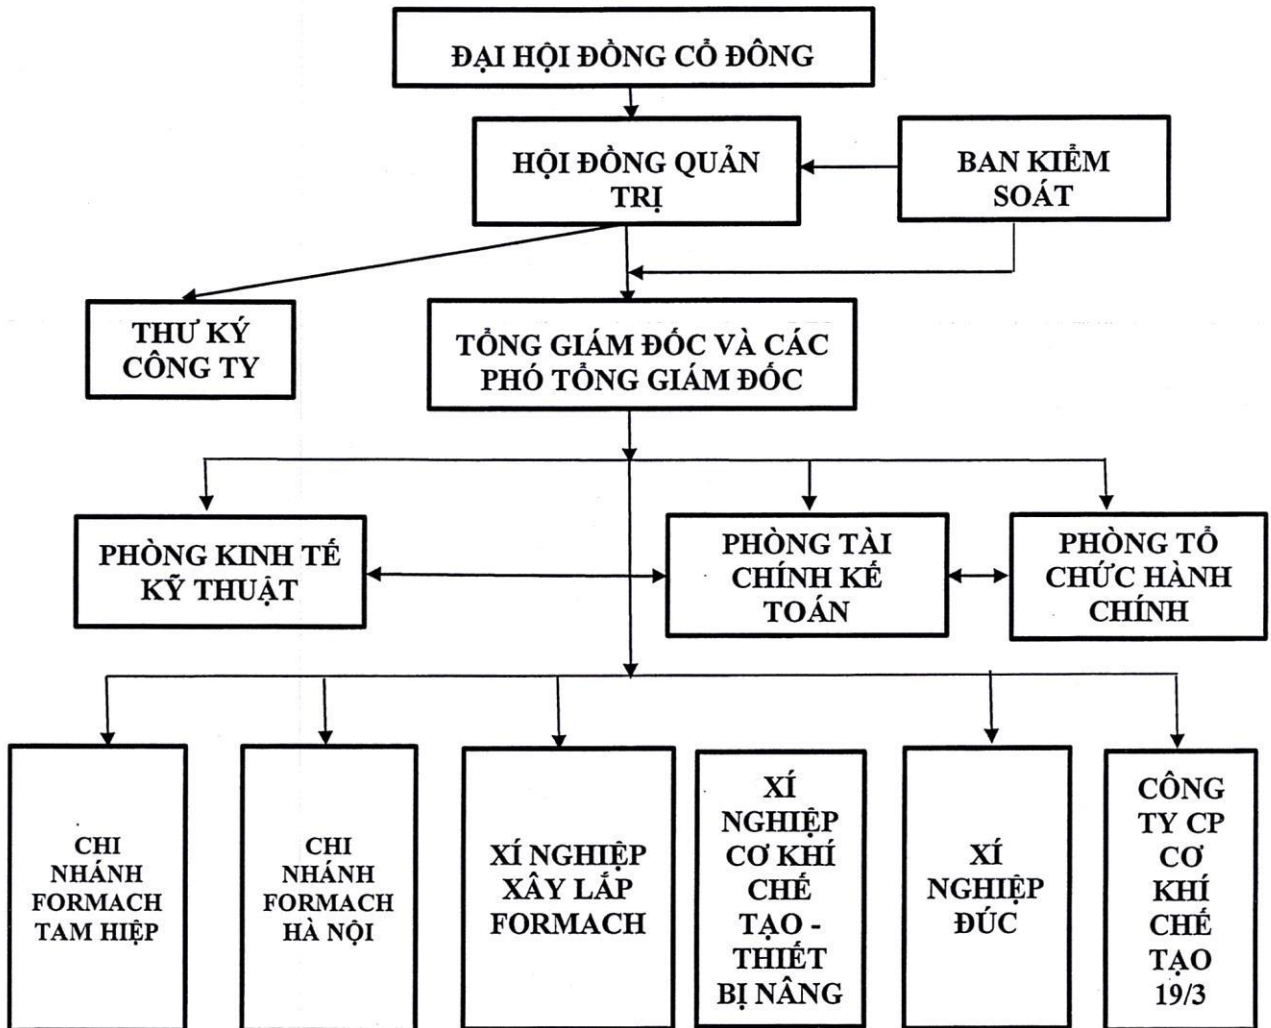 ĐẠI HỘI ĐỒNG CỔ ĐÔNG
HỘI ĐỒNG QUẢN
TRỊ
BAN KIỂM
SOÁT
THƯ KÝ
CÔNG TY
TỔNG GIÁM ĐỐC VÀ CÁC
PHÓ TỔNG GIÁM ĐỐC
PHÒNG KINH TẾ
KỸ THUẬT
PHÒNG TÀI
CHÍNH KẾ
TOÁN
PHÒNG TỔ
CHỨC HÀNH
CHÍNH
CHI
NHÁNH
FORMACH
TAM HIỆP
CHI
NHÁNH
FORMACH
HÀ NỘI
XÍ NGHIỆP
XÂY LẮP
FORMACH
XÍ
NGHIỆP
CƠ KHÍ
CHẾ
TẠO -
THIẾT
BỊ NÂNG
XÍ
NGHIỆP
ĐÚC
CÔNG
TY CP
CƠ
KHÍ
CHẾ
TẠO
19/3